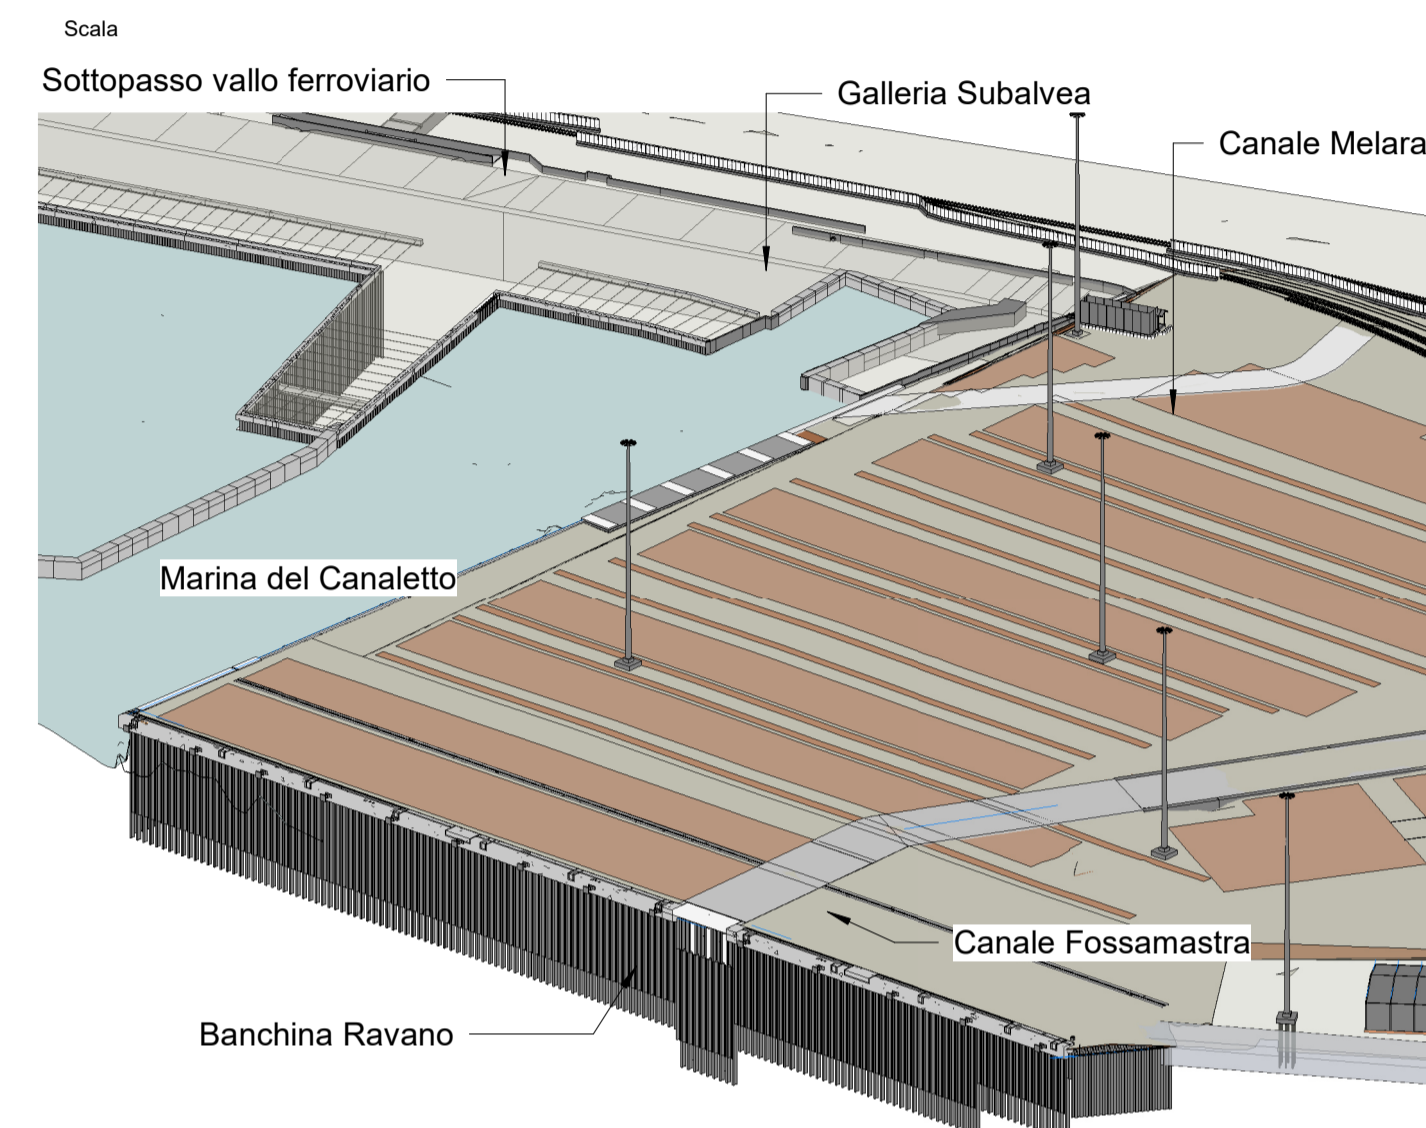 Scala
Sottopasso vallo ferroviario
Galleria Subalvea
Canale Melara
Marina del Canaletto
Canale Fossamastra
Banchina Ravano